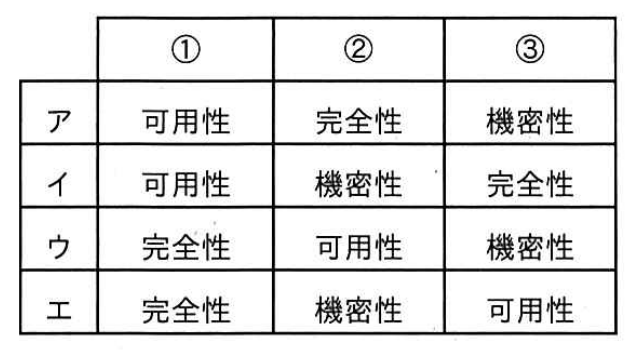 ① ② ③
ア 可用性 完全性 機密性
イ 可用性 機密性 完全性
ウ 完全性 可用性 機密性
エ 完全性 機密性 可用性